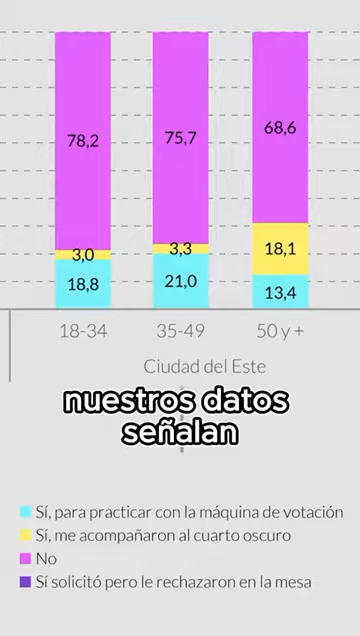 78,2
75,7
68,6
3,0
3,3
18,1
18,8
21,0
13,4
18-34
35-49
50 y +
Ciudad del Este
nuestros datos
señalan
Sí, para practicar con la máquina de votación
Sí, me acompañaron al cuarto oscuro
No
Sí solicitó pero le rechazaron en la mesa